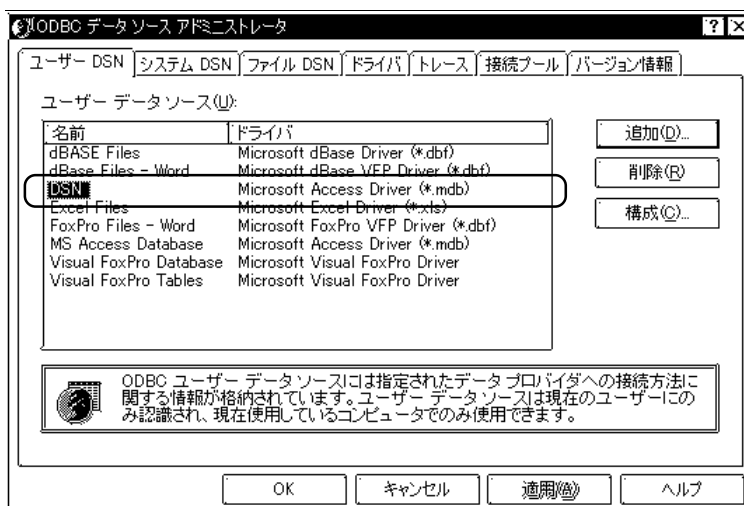 ODBC データ ソース アドミニストレータ
ユーザー DSN システム DSN ファイル DSN ドライバ トレース 接続プール バージョン情報
ユーザー データ ソース(U):
名前 ドライバ
dBASE Files Microsoft dBase Driver (*.dbf)
dBase Files - Word Microsoft dBase VFP Driver (*.dbf)
DSN Microsoft Access Driver (*.mdb)
Excel Files Microsoft Excel Driver (*.xls)
FoxPro Files - Word Microsoft FoxPro VFP Driver (*.dbf)
MS Access Database Microsoft Access Driver (*.mdb)
Visual FoxPro Database Microsoft Visual FoxPro Driver
Visual FoxPro Tables Microsoft Visual FoxPro Driver
追加(D)...
削除(R)
構成(C)...
ODBC ユーザー データ ソースには指定されたデータ プロバイダへの接続方法に
関する情報が格納されています。ユーザー データ ソースは現在のユーザーにの
み認識され、現在使用しているコンピュータでのみ使用できます。
OK キャンセル 適用(A) ヘルプ